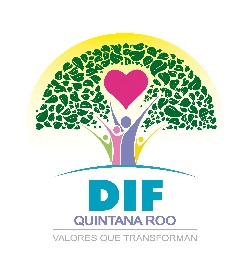 DIF
QUINTANA ROO
VALORES QUE TRANSFORMAN